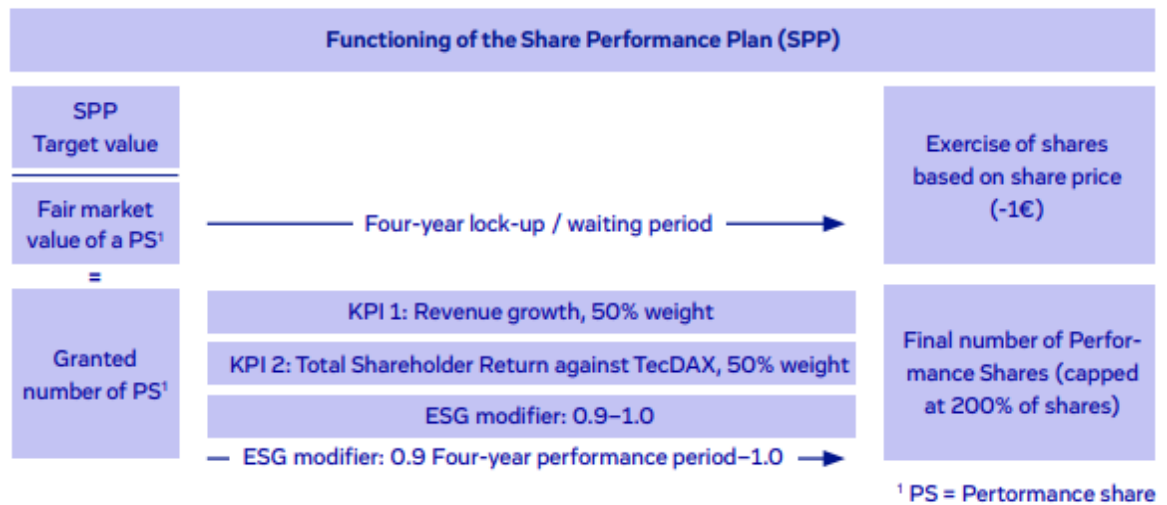 Functioning of the Share Performance Plan (SPP)
SPP
Target value
Fair market
value of a PS¹
=
Granted
number of PS¹
Four-year lock-up / waiting period
KPI 1: Revenue growth, 50% weight
KPI 2: Total Shareholder Return against TecDAX, 50% weight
ESG modifier: 0.9–1.0
ESG modifier: 0.9 Four-year performance period–1.0
Exercise of shares
based on share price
(-1€)
Final number of Perfor-
mance Shares (capped
at 200% of shares)
¹ PS = Pertormance share